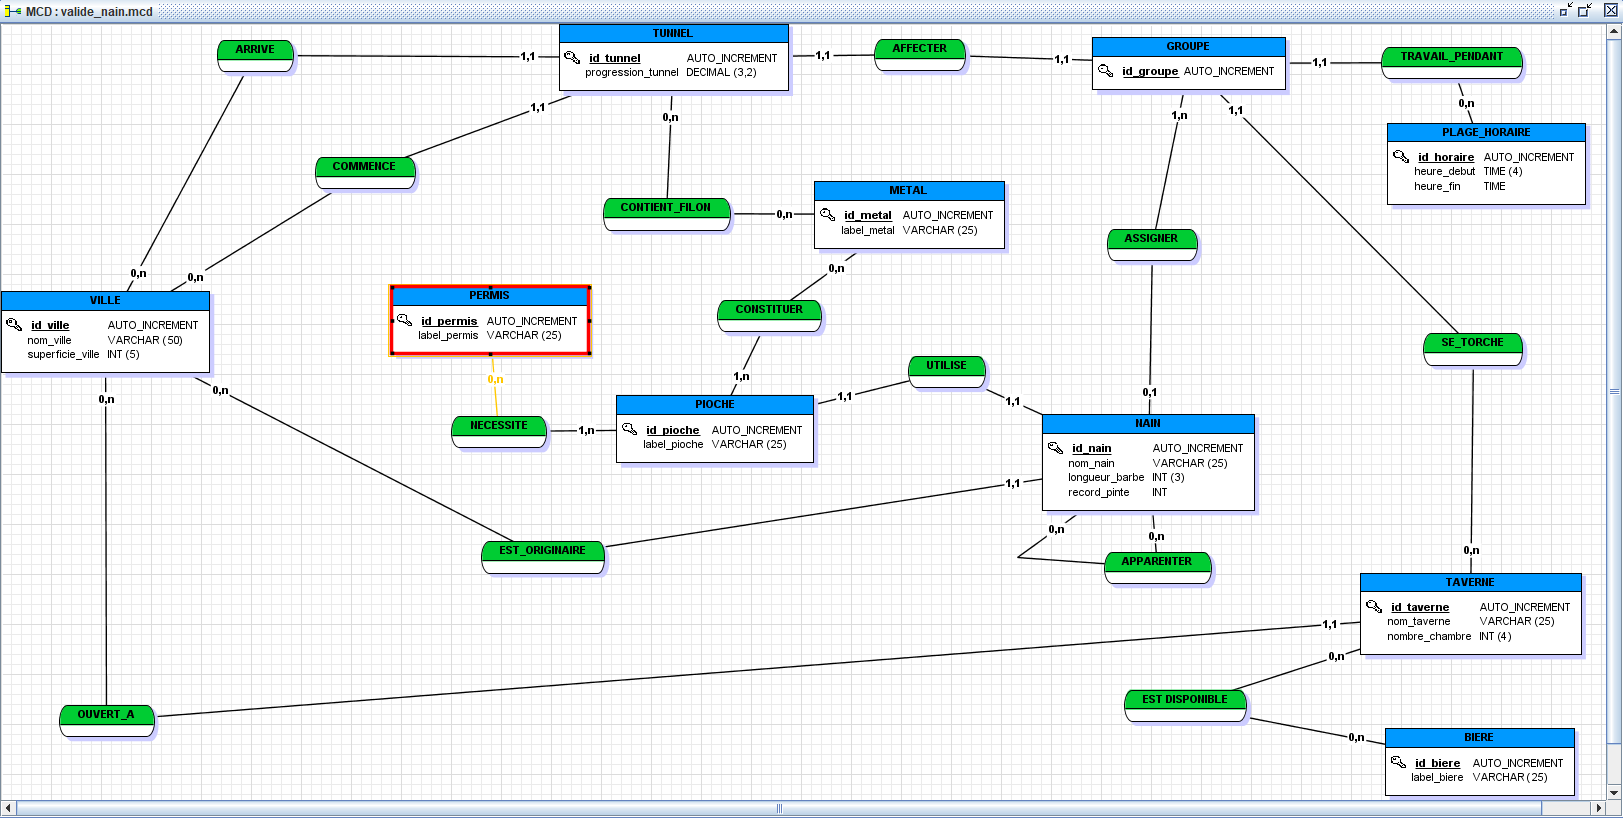 MCD : valide_nain.mcd
ARRIVE
1,1
0,n
TUNNEL
id_tunnel AUTO_INCREMENT
progression_tunnel DECIMAL (3,2)
1,1
AFFECTER
1,1
GROUPE
id_groupe AUTO_INCREMENT
1,1
TRAVAIL_PENDANT
0,n
PLAGE_HORAIRE
id_horaire AUTO_INCREMENT
heure_debut TIME (4)
heure_fin TIME
1,1
COMMENCE
0,n
0,n
CONTIENT_FILON
0,n
METAL
id_metal AUTO_INCREMENT
label_metal VARCHAR (25)
1,n
ASSIGNER
0,1
1,1
SE_TORCHE
0,n
VILLE
id_ville AUTO_INCREMENT
nom_ville VARCHAR (50)
superficie_ville INT (5)
PERMIS
id_permis AUTO_INCREMENT
label_permis VARCHAR (25)
0,n
0,n
CONSTITUER
1,n
UTILISE
1,1
1,1
NECESSITE
1,n
PIOCHE
id_pioche AUTO_INCREMENT
label_pioche VARCHAR (25)
NAIN
id_nain AUTO_INCREMENT
nom_nain VARCHAR (25)
longueur_barbe INT (3)
record_pinte INT
0,n
0,n
1,1
EST_ORIGINAIRE
0,n
0,n
APPARENTER
TAVERNE
id_taverne AUTO_INCREMENT
nom_taverne VARCHAR (25)
nombre_chambre INT (4)
1,1
0,n
OUVERT_A
EST DISPONIBLE
0,n
BIERE
id_biere AUTO_INCREMENT
label_biere VARCHAR (25)